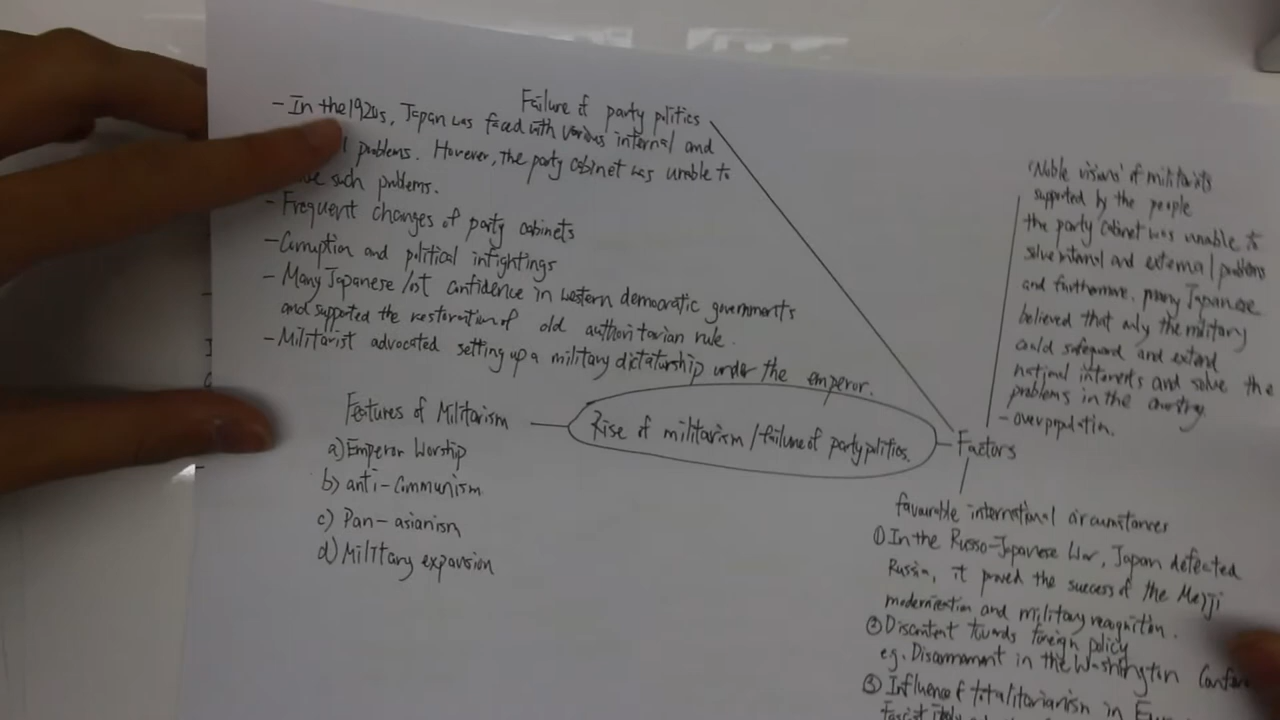 Failure of party politics
- In the 1920s, Japan was faced with various internal and
problems. However, the party cabinet was unable to
such problems.
- Frequent changes of party cabinets
- Corruption and political infightings
- Many Japanese lost confidence in western democratic governments
and supported the restoration of old authoritarian rule.
- Militarist advocated setting up a military dictatorship under the emperor.
Features of Militarism
a) Emperor Worship
b) anti-Communism
c) Pan-asianism
d) Military expansion
Rise of militarism / failure of party politics.
Factors
'Noble visions' of militarists
supported by the people
the party cabinet was unable to
solve internal and external problems
and furthermore, many Japanese
believed that only the military
could safeguard and extend
national interests and solve the
problems in the country.
- overpopulation.
favourable international circumstances
① In the Russo-Japanese War, Japan defected
Russia, it proved the success of the Meiji
modernization and military recognition.
② Discontent towards foreign policy
e.g. Disarmament in the Washington
③ Influence of totalitarianism in
Fascist Italy